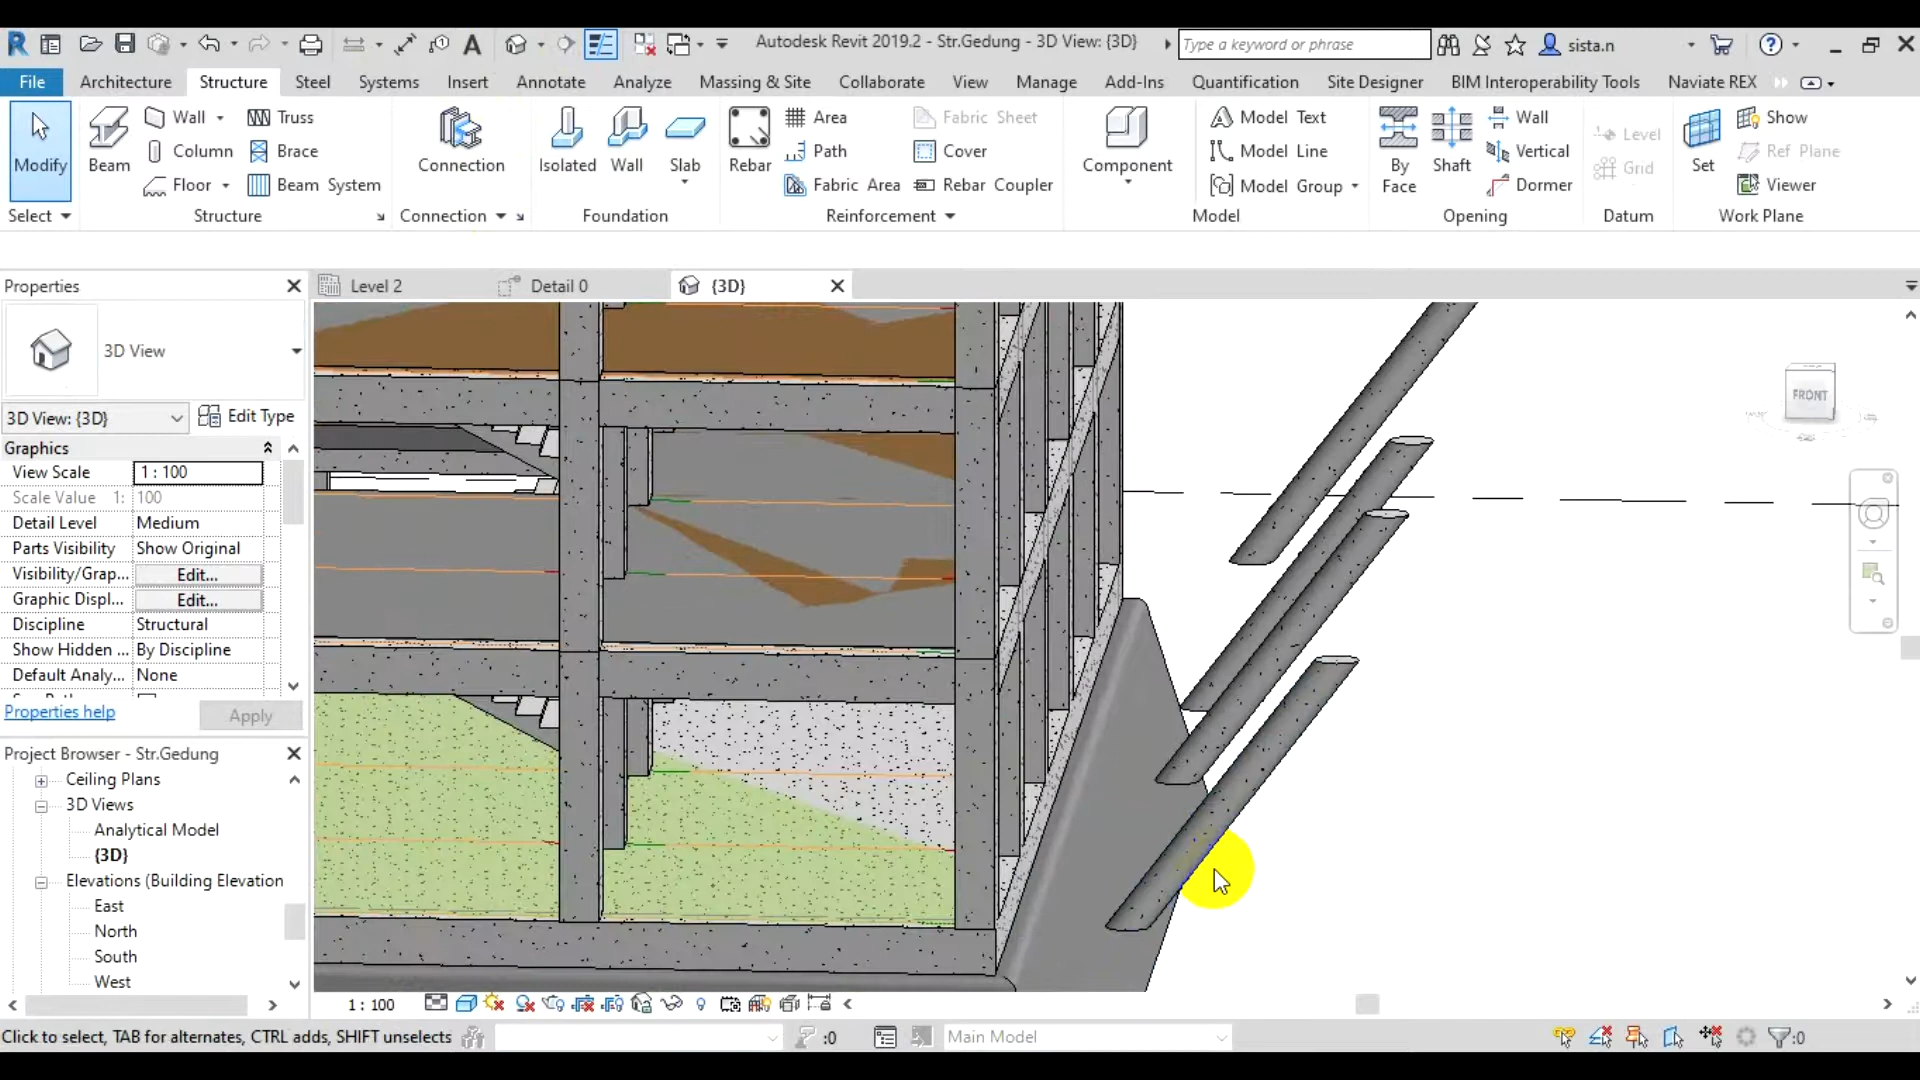 Autodesk Revit 2019.2 - Str.Gedung - 3D View: {3D}
Type a keyword or phrase
sista.n
File Architecture Structure Steel Systems Insert Annotate Analyze Massing & Site Collaborate View Manage Add-Ins Quantification Site Designer BIM Interoperability Tools Naviate REX
Modify
Beam
Wall
Column
Floor
Truss
Brace
Beam System
Connection
Isolated
Wall
Slab
Rebar
Area
Path
Fabric Area
Fabric Sheet
Cover
Rebar Coupler
Component
Model Text
Model Line
Model Group
By
Face
Shaft
Wall
Vertical
Dormer
Level
Grid
Set
Show
Ref Plane
Viewer
Select Structure Connection Foundation Reinforcement Model Opening Datum Work Plane
Properties
Level 2 Detail 0 {3D}
3D View
3D View: {3D} Edit Type
Graphics
View Scale 1 : 100
Scale Value 1: 100
Detail Level Medium
Parts Visibility Show Original
Visibility/Grap... Edit...
Graphic Displ... Edit...
Discipline Structural
Show Hidden ... By Discipline
Default Analy... None
Properties help Apply
Project Browser - Str.Gedung
Ceiling Plans
3D Views
Analytical Model
{3D}
Elevations (Building Elevation
East
North
South
West
FRONT
1 : 100
Click to select, TAB for alternates, CTRL adds, SHIFT unselects
:0
Main Model
:0